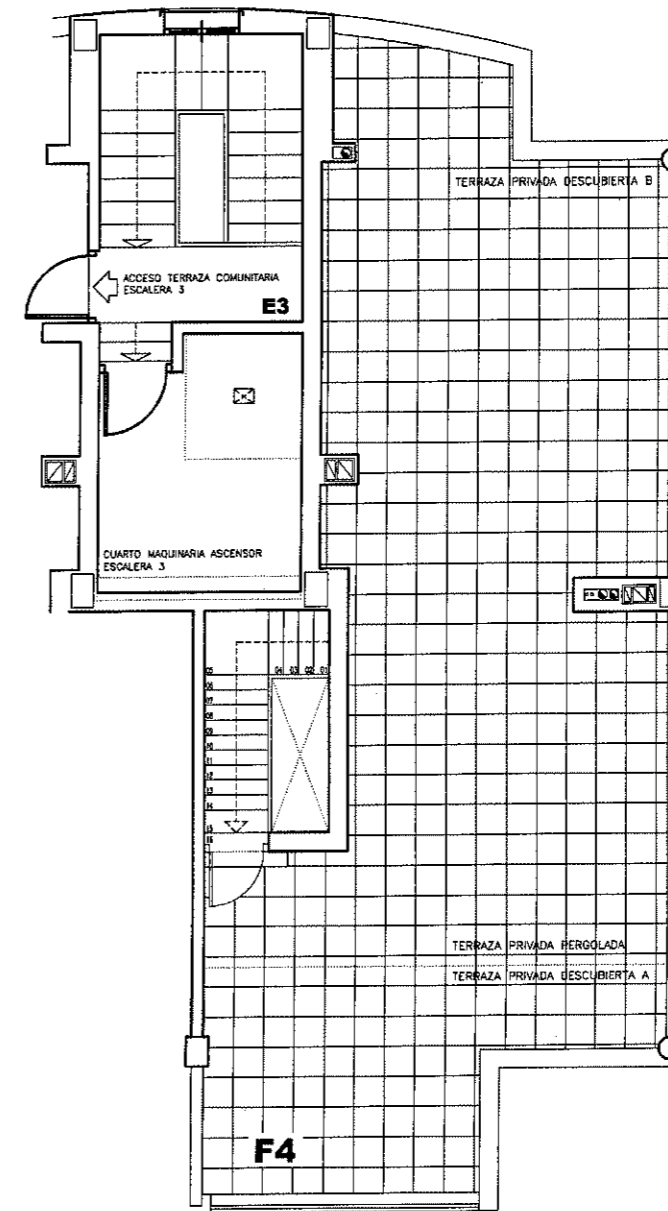 TERRAZA PRIVADA DESCUBIERTA B
ACCESO TERRAZA COMUNITARIA
ESCALERA 3
E3
CUARTO MAQUINARIA ASCENSOR
ESCALERA 3
05 04 03 02 01
06
07
08
09
10
11
12
13
14
15
16
TERRAZA PRIVADA PERGOLADA
TERRAZA PRIVADA DESCUBIERTA A
F4